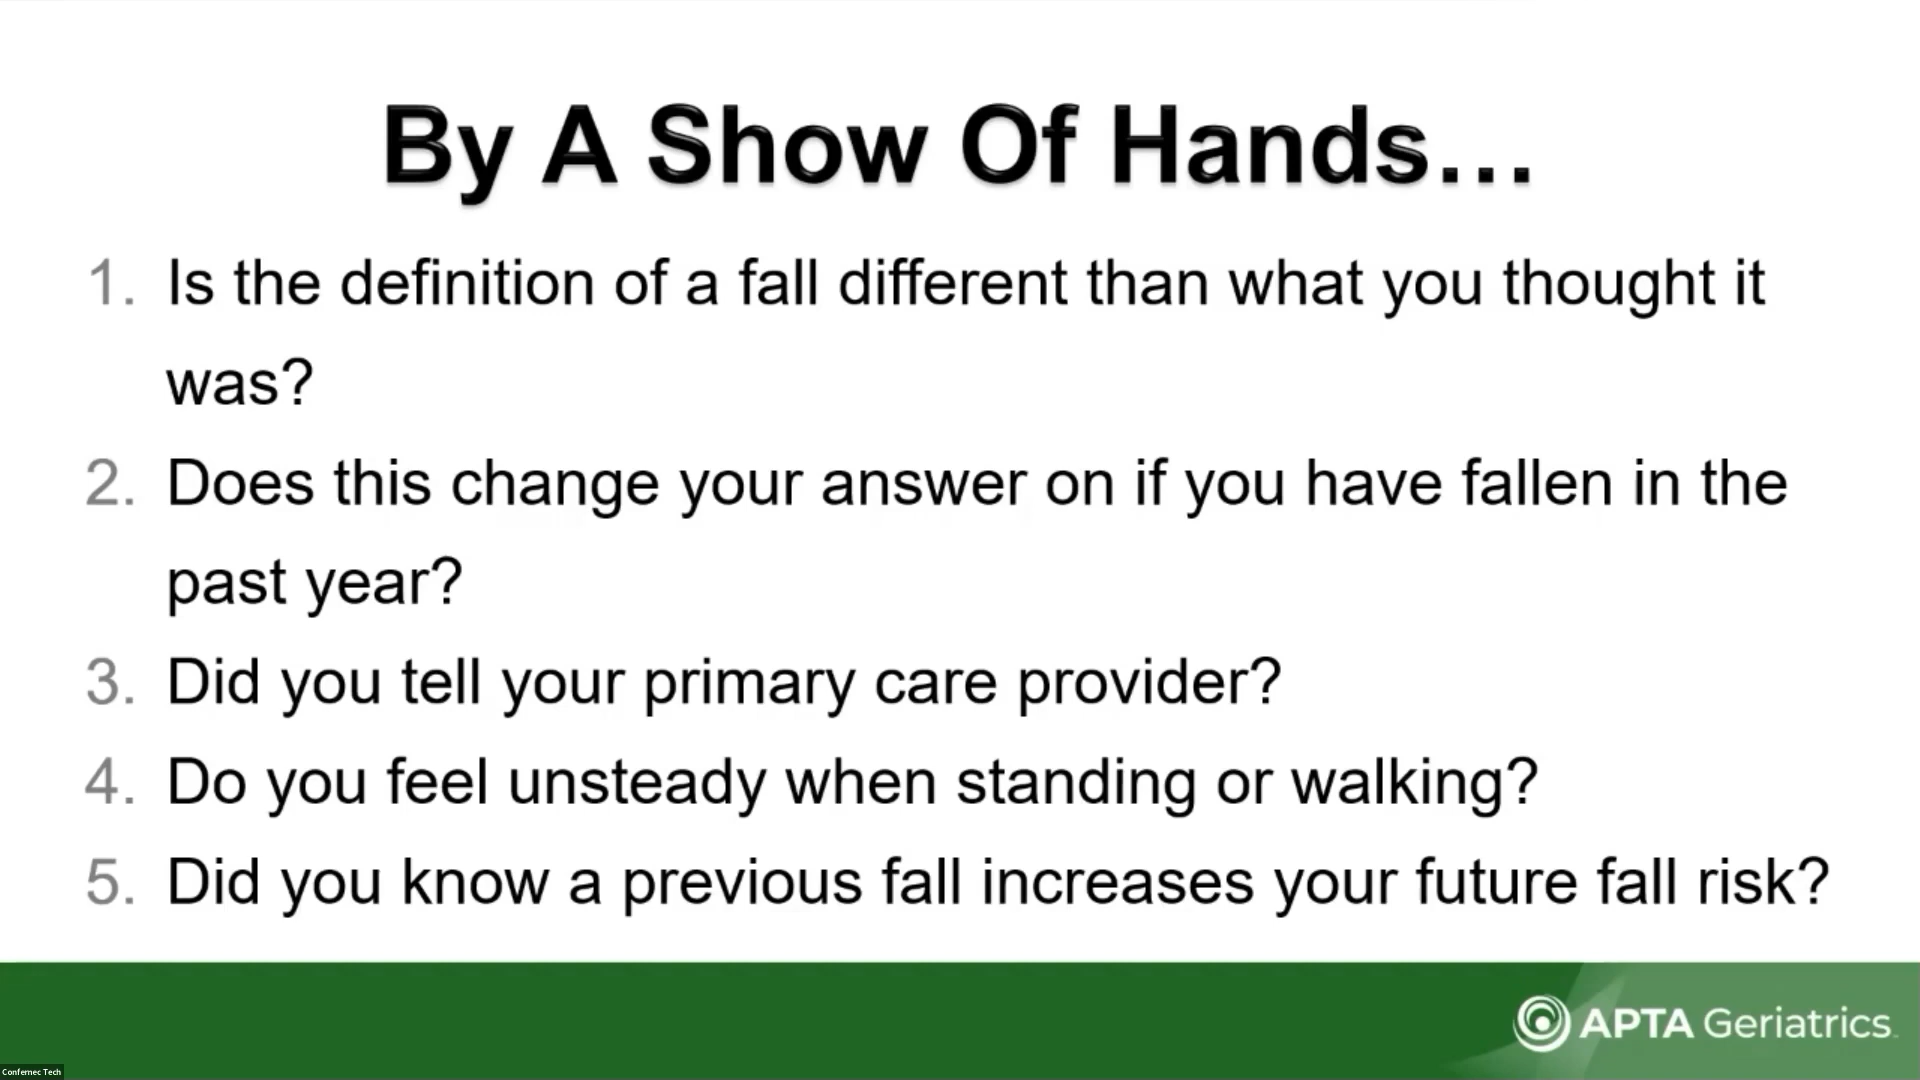 By A Show Of Hands…
1. Is the definition of a fall different than what you thought it
was?
2. Does this change your answer on if you have fallen in the
past year?
3. Did you tell your primary care provider?
4. Do you feel unsteady when standing or walking?
5. Did you know a previous fall increases your future fall risk?
APTA Geriatrics
Confernec Tech